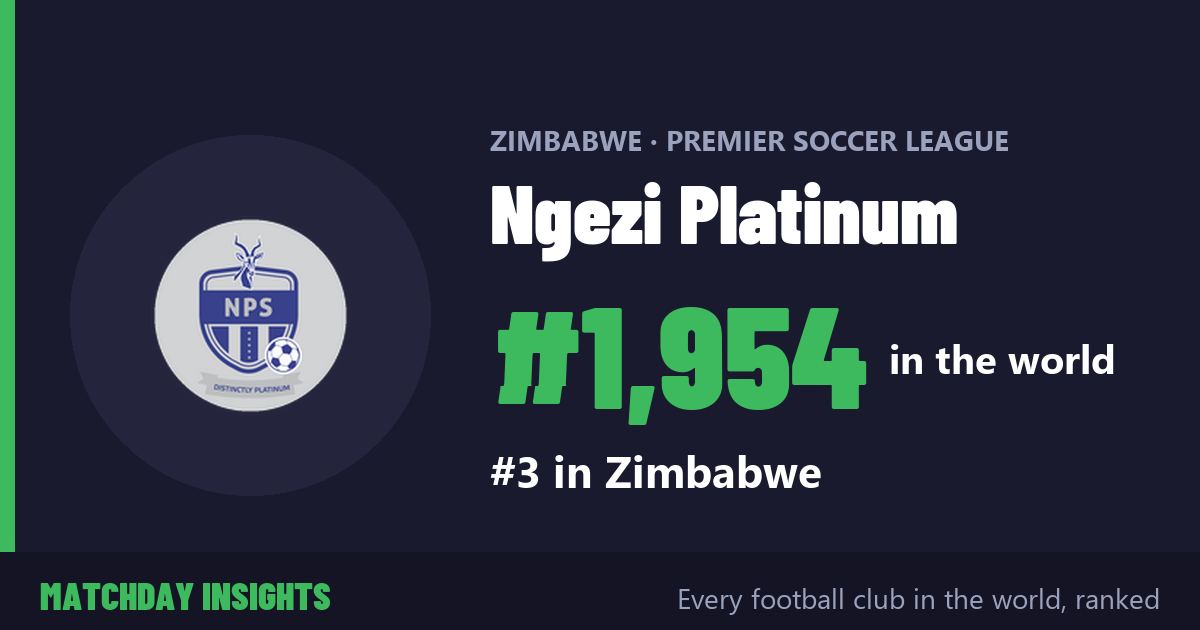 ZIMBABWE · PREMIER SOCCER LEAGUE
Ngezi Platinum
#1,954 in the world
#3 in Zimbabwe
NPS
DISTINCTLY PLATINUM
MATCHDAY INSIGHTS
Every football club in the world, ranked